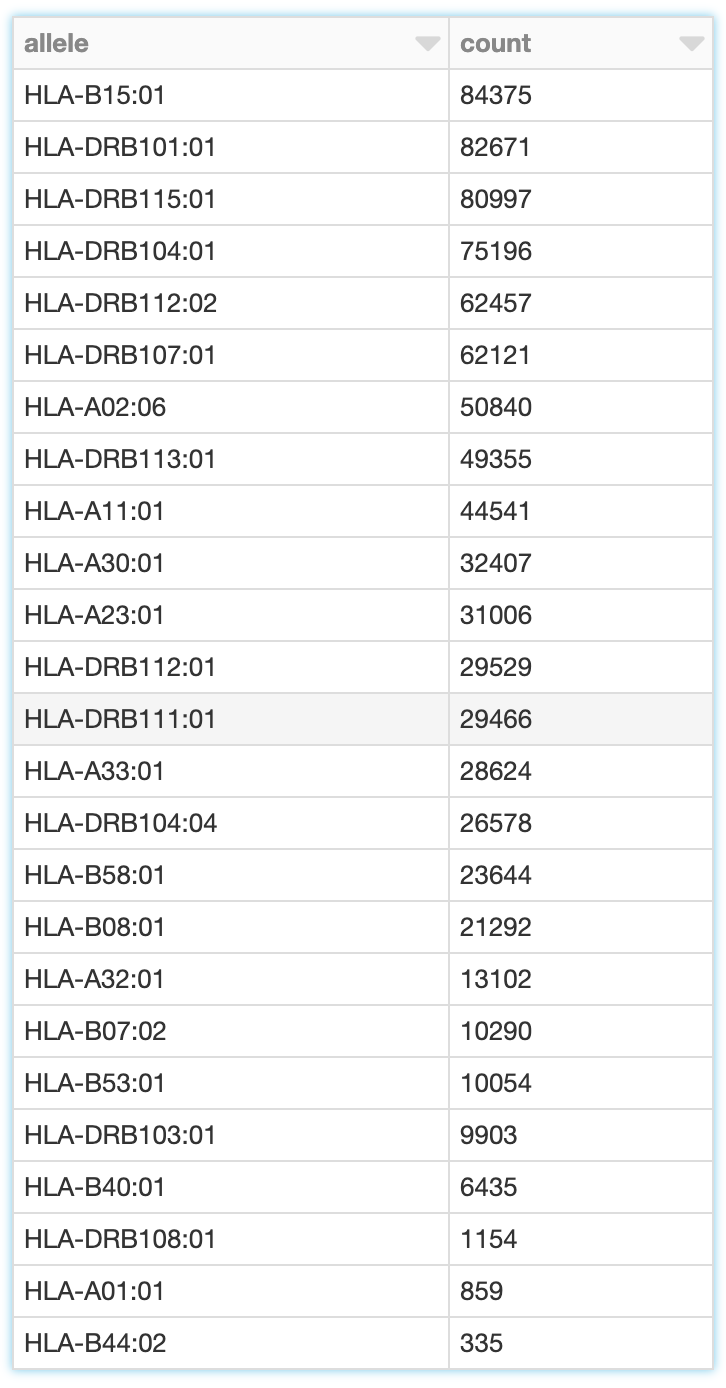 allele count
HLA-B15:01 84375
HLA-DRB101:01 82671
HLA-DRB115:01 80997
HLA-DRB104:01 75196
HLA-DRB112:02 62457
HLA-DRB107:01 62121
HLA-A02:06 50840
HLA-DRB113:01 49355
HLA-A11:01 44541
HLA-A30:01 32407
HLA-A23:01 31006
HLA-DRB112:01 29529
HLA-DRB111:01 29466
HLA-A33:01 28624
HLA-DRB104:04 26578
HLA-B58:01 23644
HLA-B08:01 21292
HLA-A32:01 13102
HLA-B07:02 10290
HLA-B53:01 10054
HLA-DRB103:01 9903
HLA-B40:01 6435
HLA-DRB108:01 1154
HLA-A01:01 859
HLA-B44:02 335